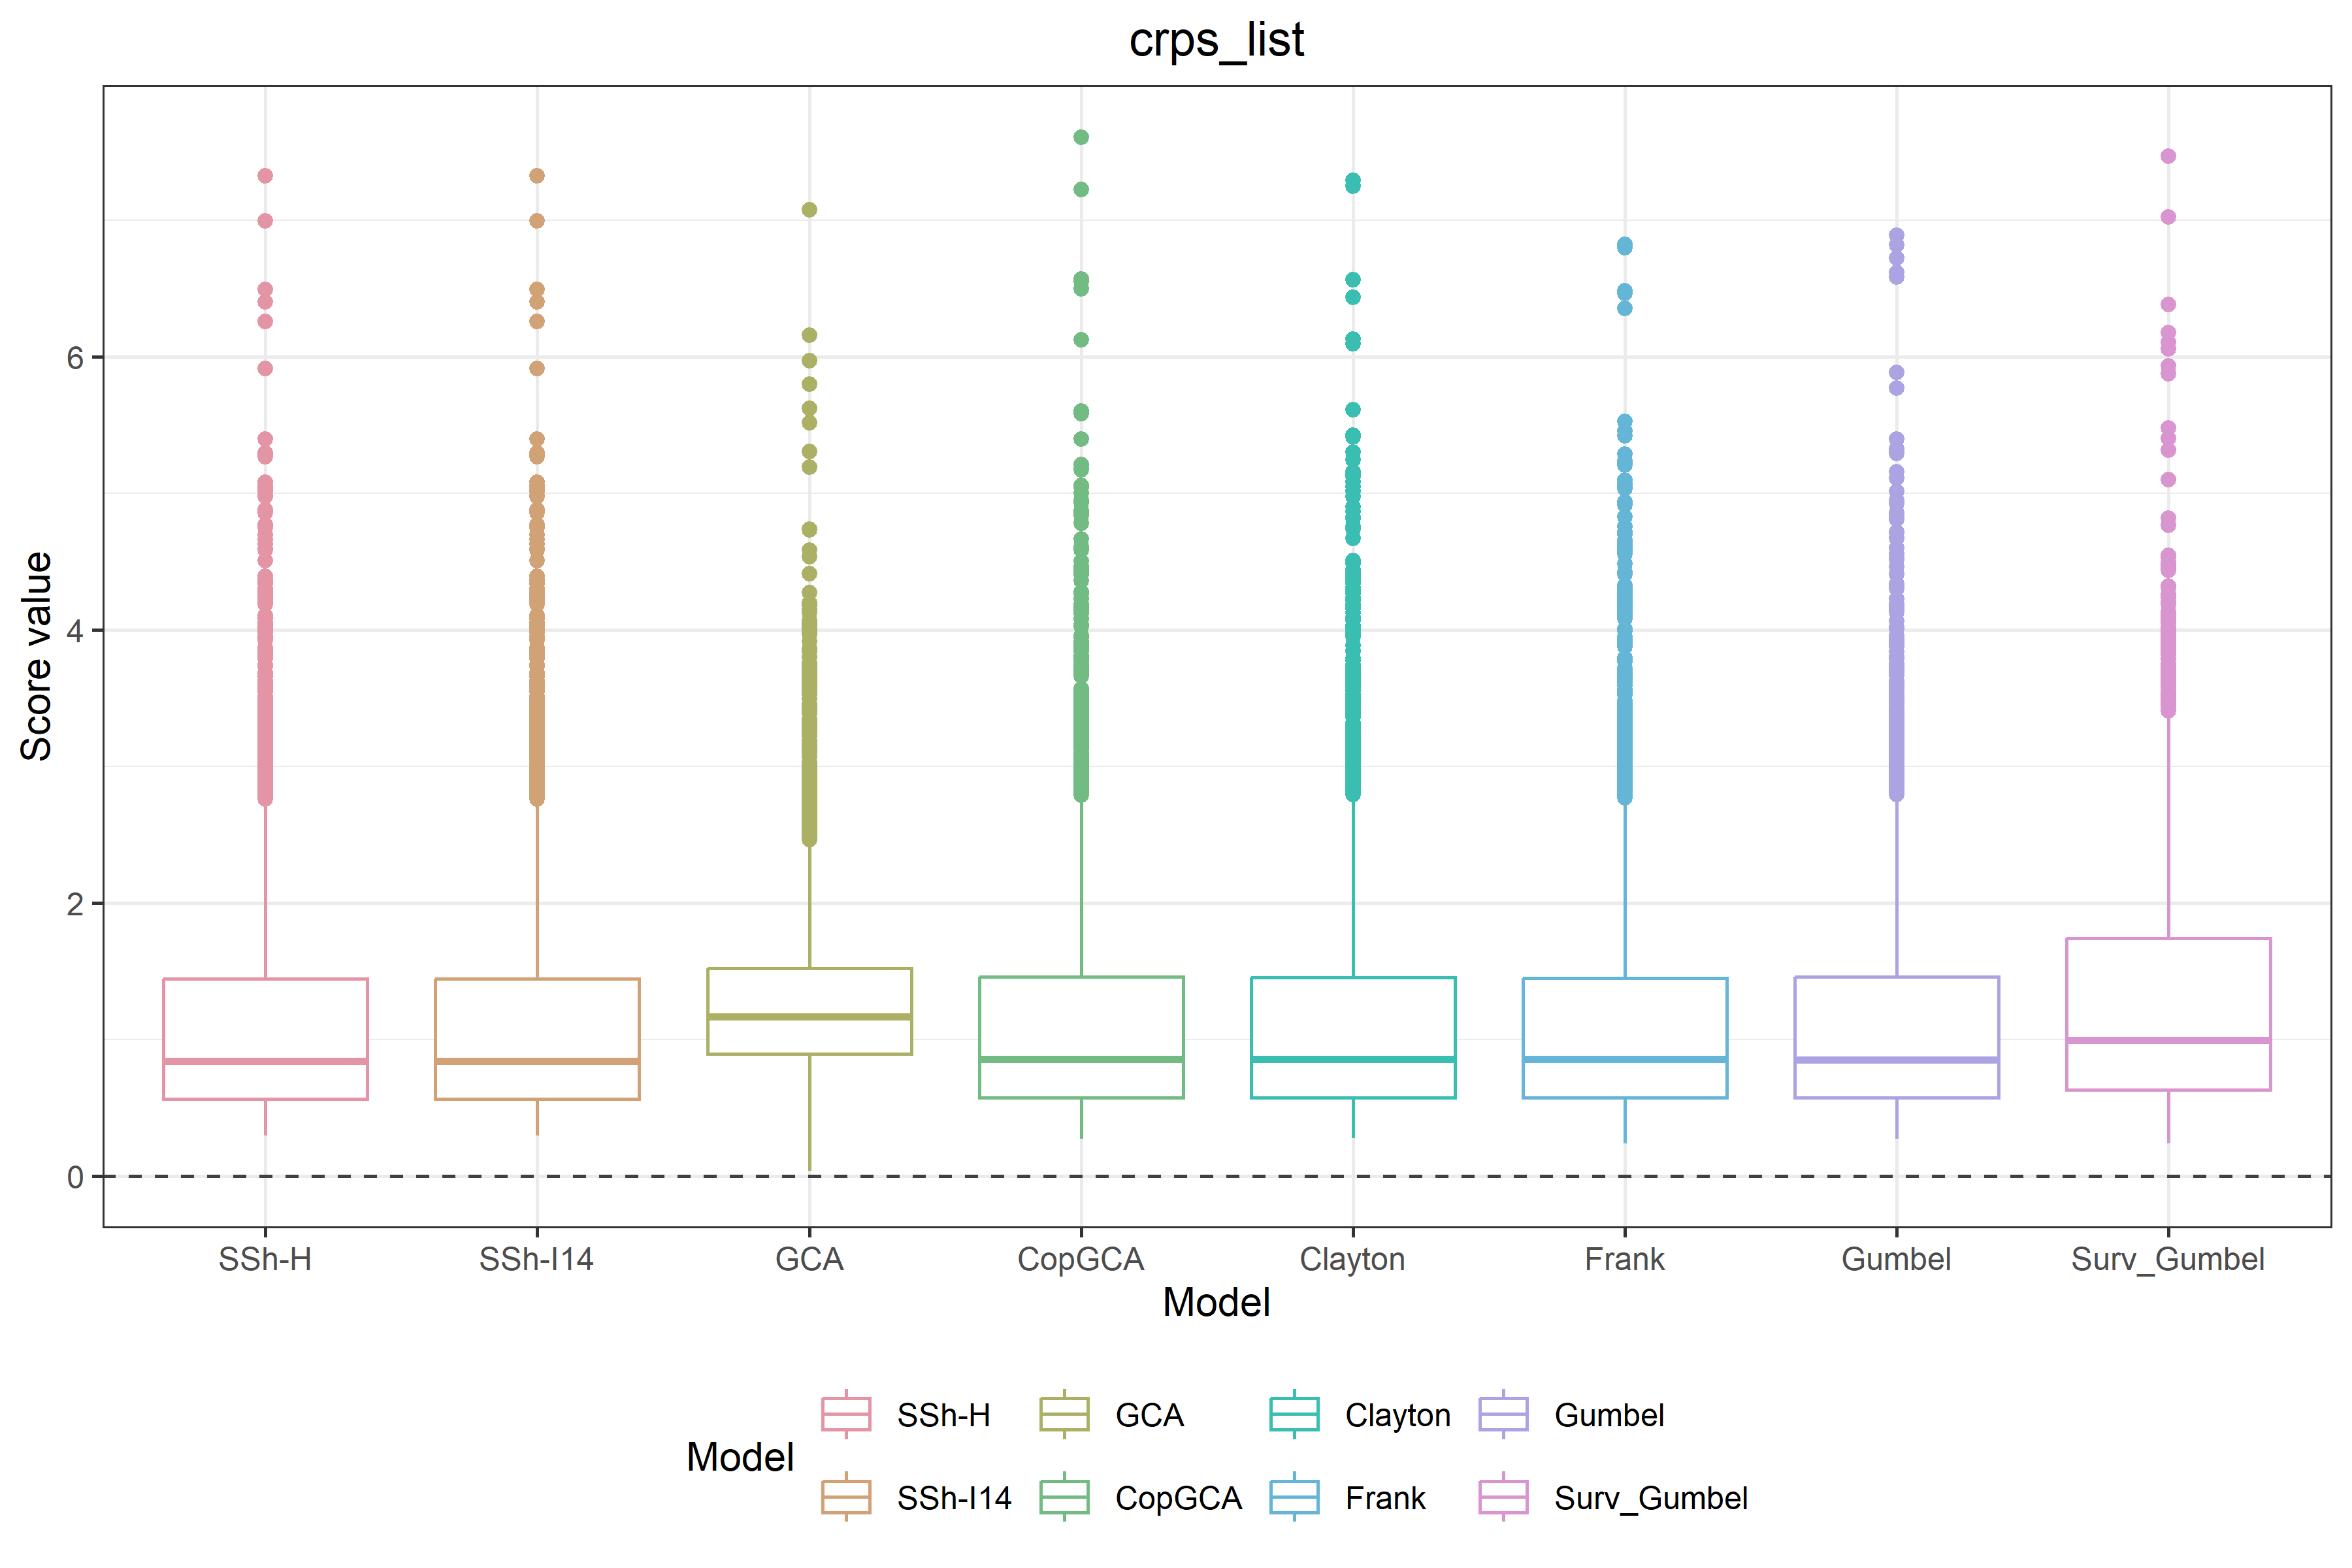 crps_list
Score value
6
4
2
0
SSh-H SSh-I14 GCA CopGCA Clayton Frank Gumbel Surv_Gumbel
Model
Model
SSh-H GCA Clayton Gumbel
SSh-I14 CopGCA Frank Surv_Gumbel